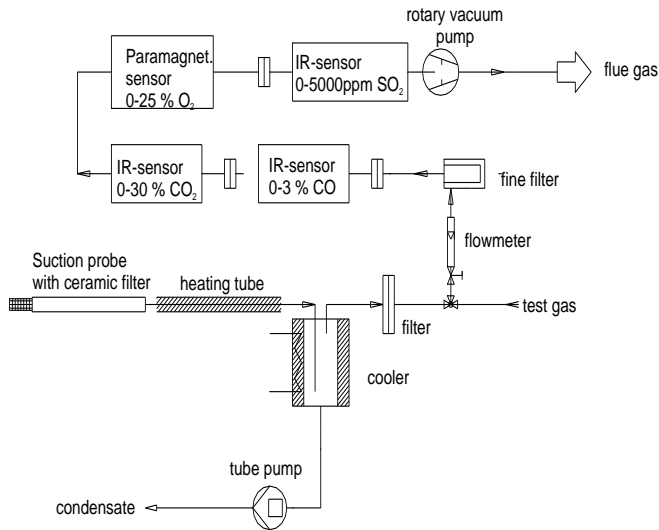 rotary vacuum
pump
Paramagnet.
sensor
0-25 % O₂
IR-sensor
0-5000ppm SO₂
flue gas
IR-sensor
0-30 % CO₂
IR-sensor
0-3 % CO
fine filter
flowmeter
Suction probe
with ceramic filter
heating tube
test gas
filter
cooler
tube pump
condensate